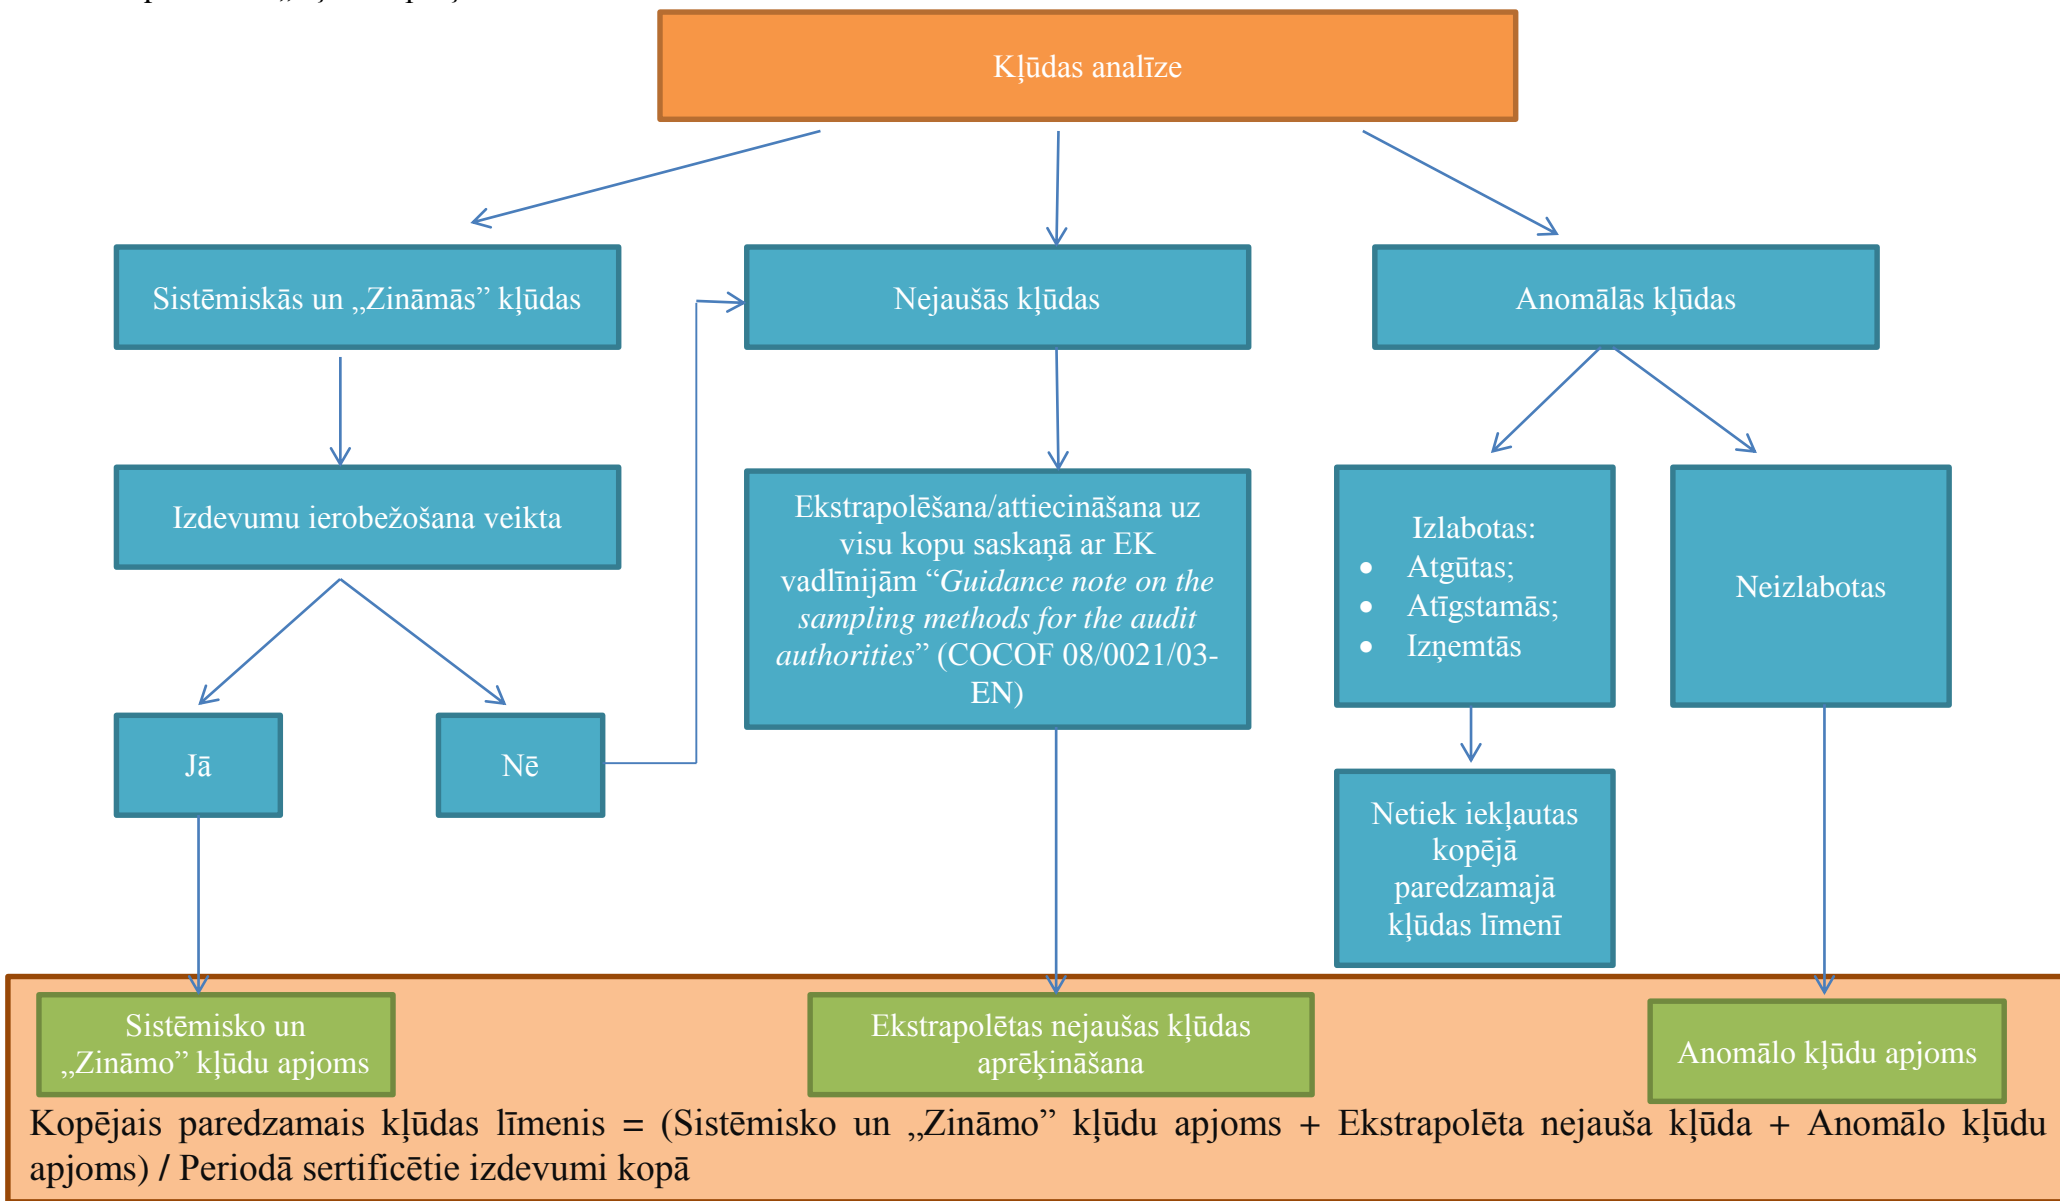 Kļūdas analīze
Sistēmiskās un „Zināmās” kļūdas
Nejaušās kļūdas
Anomālās kļūdas
Izdevumu ierobežošana veikta
Ekstrapolēšana/attiecināšana uz
visu kopu saskaņā ar EK
vadlīnijām “Guidance note on the
sampling methods for the audit
authorities” (COCOF 08/0021/03-
EN)
Izlabotas:
• Atgūtas;
• Atīgstamās;
• Izņemtās
Neizlabotas
Jā
Nē
Netiek iekļautas
kopējā
paredzamajā
kļūdas līmenī
Sistēmisko un
„Zināmo” kļūdu apjoms
Ekstrapolētas nejaušas kļūdas
aprēķināšana
Anomālo kļūdu apjoms
Kopējais paredzamais kļūdas līmenis = (Sistēmisko un „Zināmo” kļūdu apjoms + Ekstrapolēta nejauša kļūda + Anomālo kļūdu
apjoms) / Periodā sertificētie izdevumi kopā